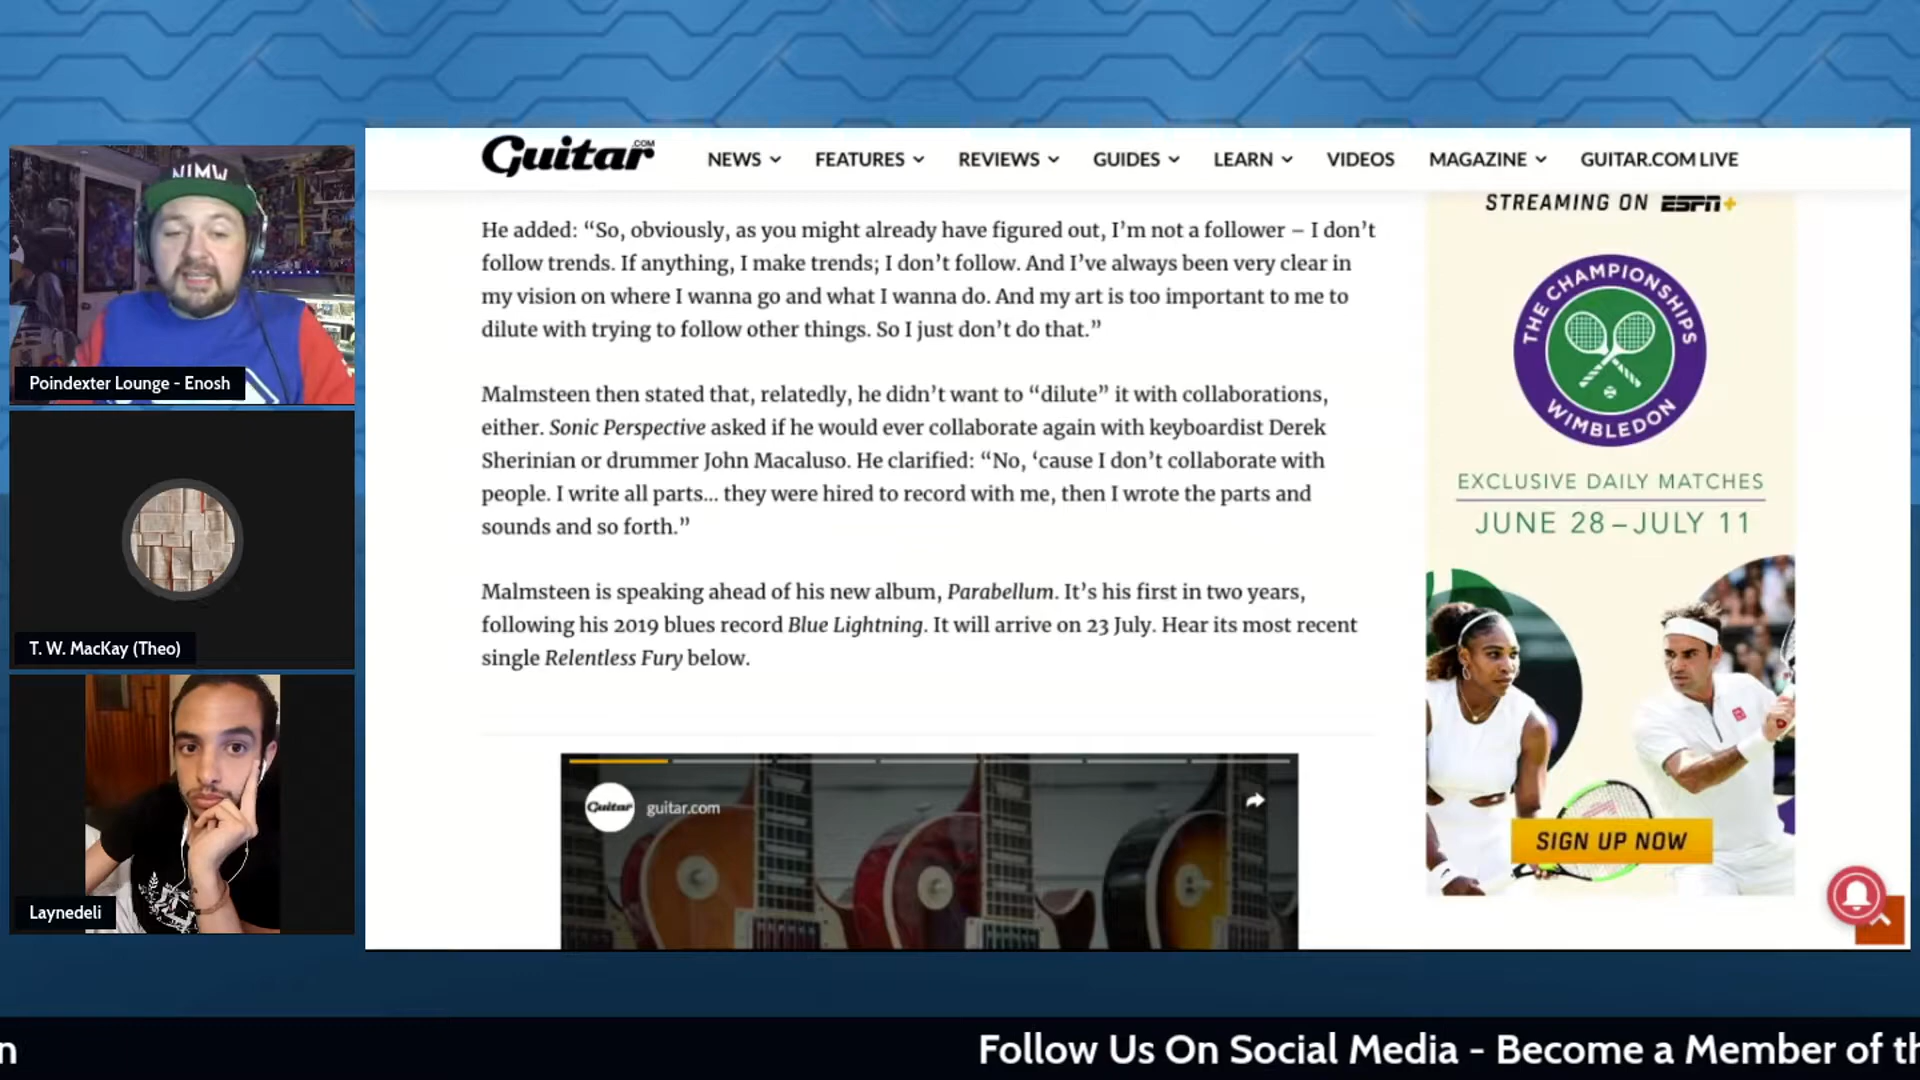 NIMW
Poindexter Lounge - Enosh
T. W. MacKay (Theo)
Laynedeli
Guitar
.COM
NEWS
FEATURES
REVIEWS
GUIDES
LEARN
VIDEOS
MAGAZINE
GUITAR.COM LIVE
He added: “So, obviously, as you might already have figured out, I’m not a follower – I don’t
follow trends. If anything, I make trends; I don’t follow. And I’ve always been very clear in
my vision on where I wanna go and what I wanna do. And my art is too important to me to
dilute with trying to follow other things. So I just don’t do that.”
Malmsteen then stated that, relatedly, he didn’t want to “dilute” it with collaborations,
either. Sonic Perspective asked if he would ever collaborate again with keyboardist Derek
Sherinian or drummer John Macaluso. He clarified: “No, ‘cause I don’t collaborate with
people. I write all parts... they were hired to record with me, then I wrote the parts and
sounds and so forth.”
Malmsteen is speaking ahead of his new album, Parabellum. It’s his first in two years,
following his 2019 blues record Blue Lightning. It will arrive on 23 July. Hear its most recent
single Relentless Fury below.
Guitar
guitar.com
STREAMING ON ESPN+
THE CHAMPIONSHIPS
WIMBLEDON
EXCLUSIVE DAILY MATCHES
JUNE 28 – JULY 11
SIGN UP NOW
n
Follow Us On Social Media - Become a Member of th